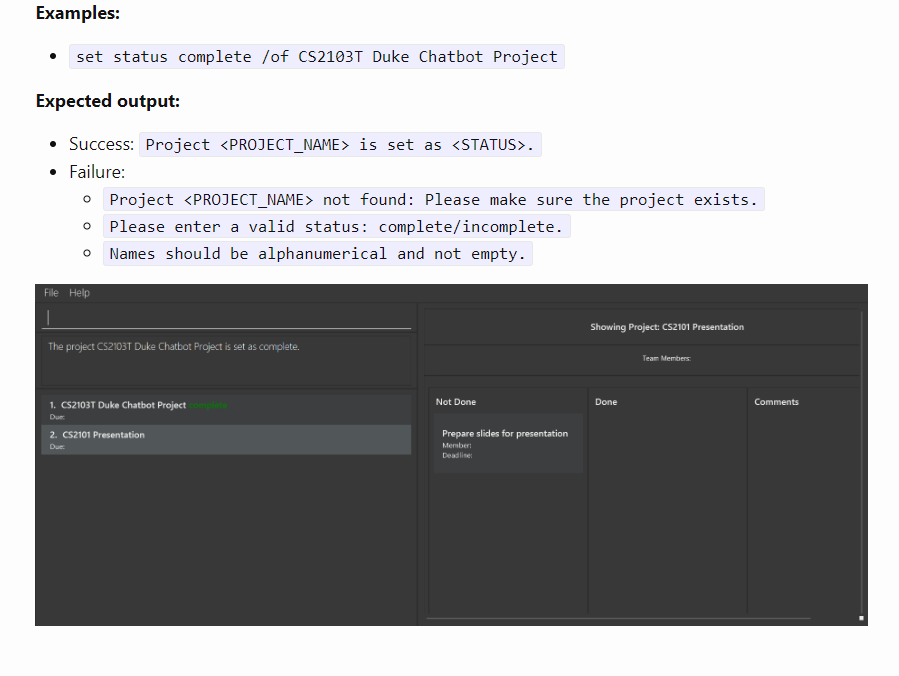 Examples:
set status complete /of CS2103T Duke Chatbot Project
Expected output:
Success: Project <PROJECT_NAME> is set as <STATUS>.
Failure:
Project <PROJECT_NAME> not found: Please make sure the project exists.
Please enter a valid status: complete/incomplete.
Names should be alphanumerical and not empty.
File Help
The project CS2103T Duke Chatbot Project is set as complete.
1. CS2103T Duke Chatbot Project complete
Due:
2. CS2101 Presentation
Due:
Showing Project: CS2101 Presentation
Team Members:
Not Done
Prepare slides for presentation
Member:
Deadline:
Done
Comments